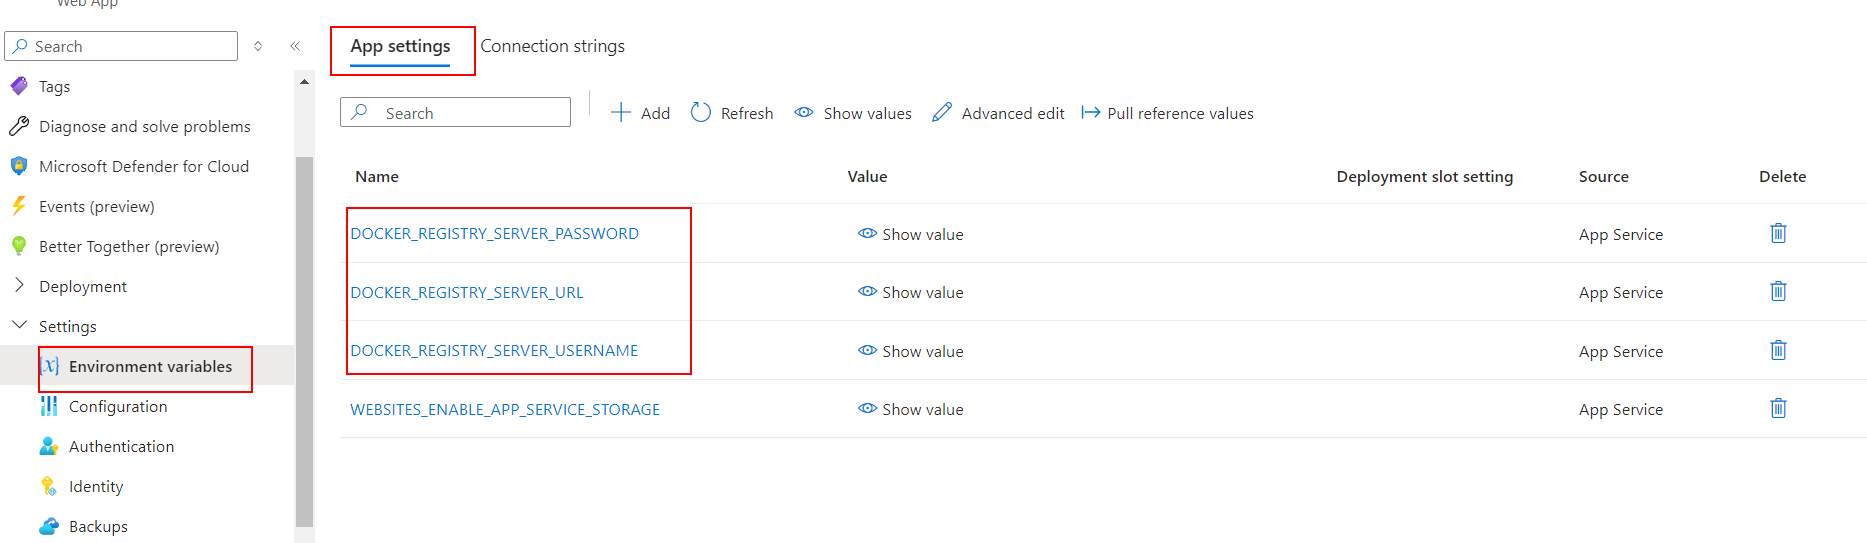 Web App
Search
Tags
Diagnose and solve problems
Microsoft Defender for Cloud
Events (preview)
Better Together (preview)
Deployment
Settings
{x} Environment variables
Configuration
Authentication
Identity
Backups
App settings Connection strings
Search Add Refresh Show values Advanced edit Pull reference values
Name Value Deployment slot setting Source Delete
DOCKER_REGISTRY_SERVER_PASSWORD Show value App Service
DOCKER_REGISTRY_SERVER_URL Show value App Service
DOCKER_REGISTRY_SERVER_USERNAME Show value App Service
WEBSITES_ENABLE_APP_SERVICE_STORAGE Show value App Service